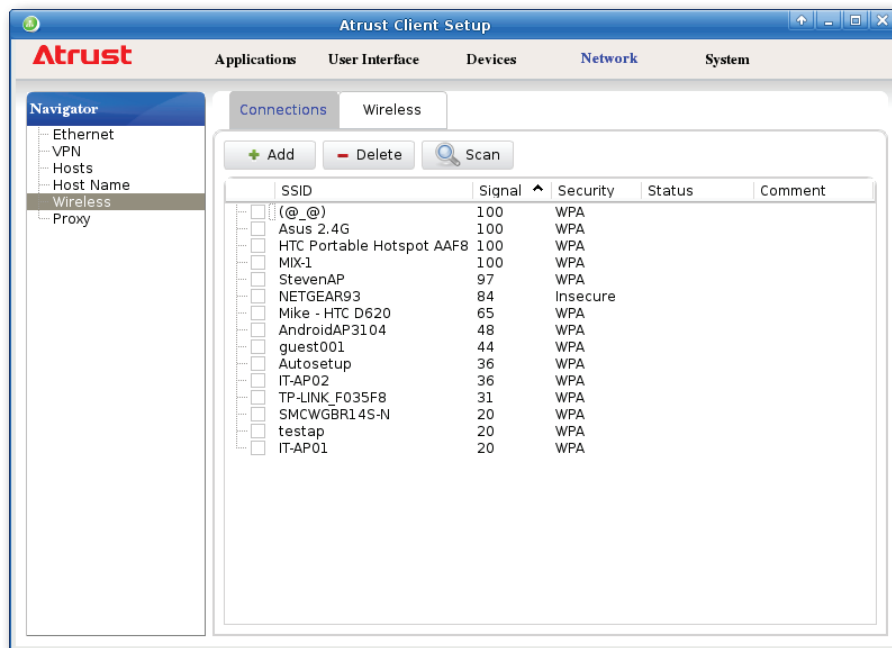 Atrust Client Setup
Atrust
Applications User Interface Devices Network System
Navigator
Ethernet
VPN
Hosts
Host Name
Wireless
Proxy
Connections Wireless
Add Delete Scan
SSID Signal Security Status Comment
(@_@) 100 WPA
Asus 2.4G 100 WPA
HTC Portable Hotspot AAF8 100 WPA
MIX-1 100 WPA
StevenAP 97 WPA
NETGEAR93 84 Insecure
Mike - HTC D620 65 WPA
AndroidAP3104 48 WPA
guest001 44 WPA
Autosetup 36 WPA
IT-AP02 36 WPA
TP-LINK_F035F8 31 WPA
SMCWGBR14S-N 20 WPA
testap 20 WPA
IT-AP01 20 WPA